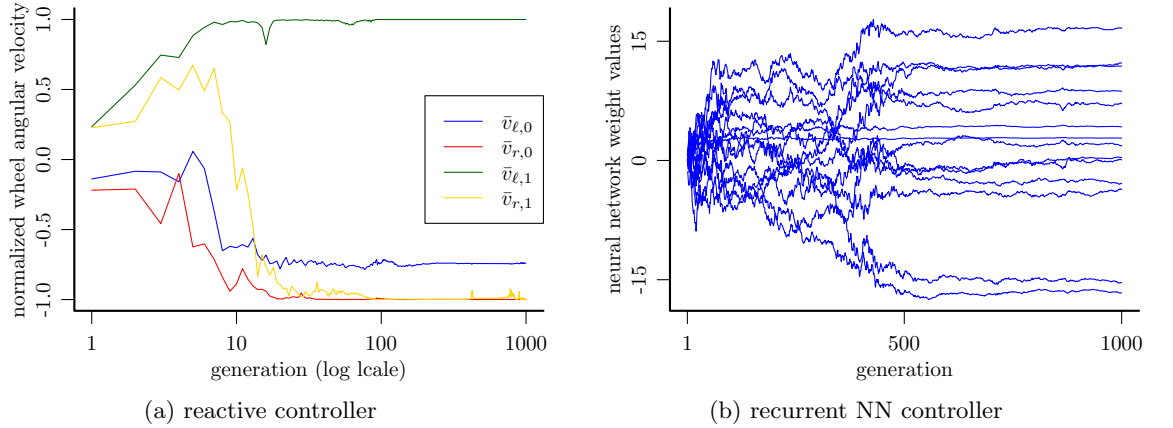 normalized wheel angular velocity
1.0
0.5
0.0
-0.5
-1.0
v̄ℓ,0
v̄r,0
v̄ℓ,1
v̄r,1
1 10 100 1000
generation (log lcale)
(a) reactive controller
neural network weight values
15
0
-15
1 500 1000
generation
(b) recurrent NN controller